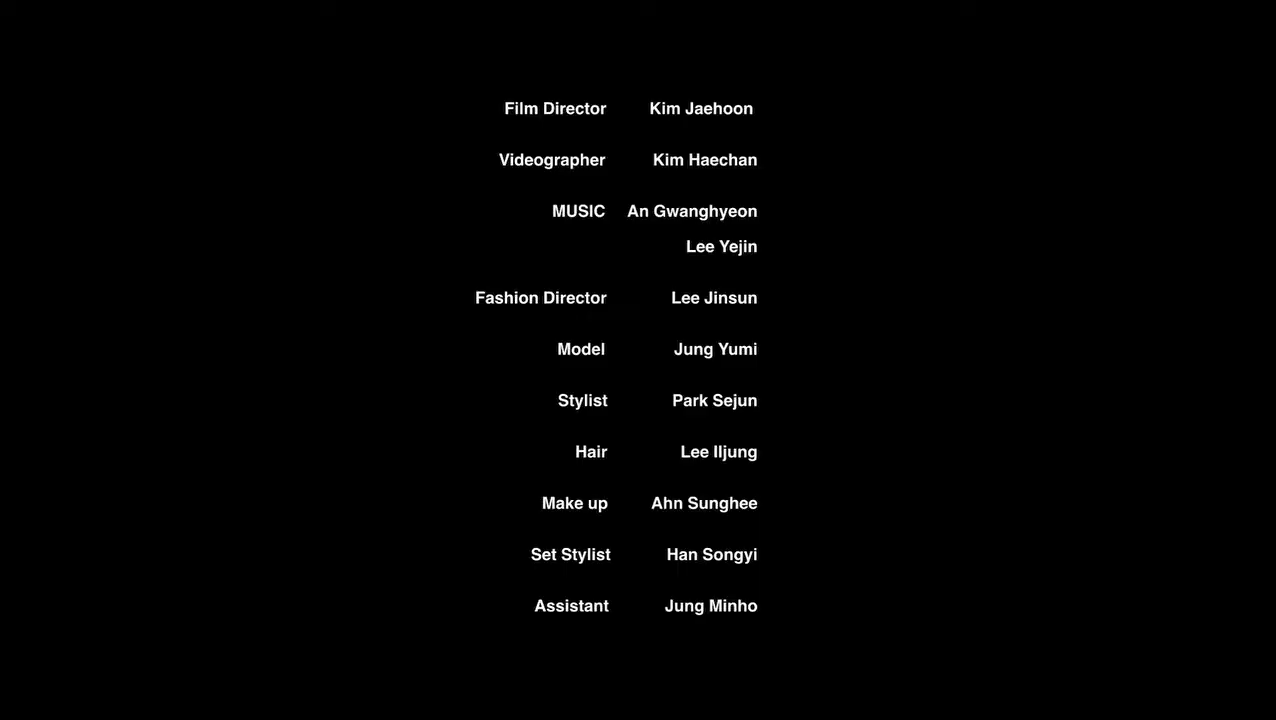 Film Director Kim Jaehoon
Videographer Kim Haechan
MUSIC An Gwanghyeon
Lee Yejin
Fashion Director Lee Jinsun
Model Jung Yumi
Stylist Park Sejun
Hair Lee Iljung
Make up Ahn Sunghee
Set Stylist Han Songyi
Assistant Jung Minho